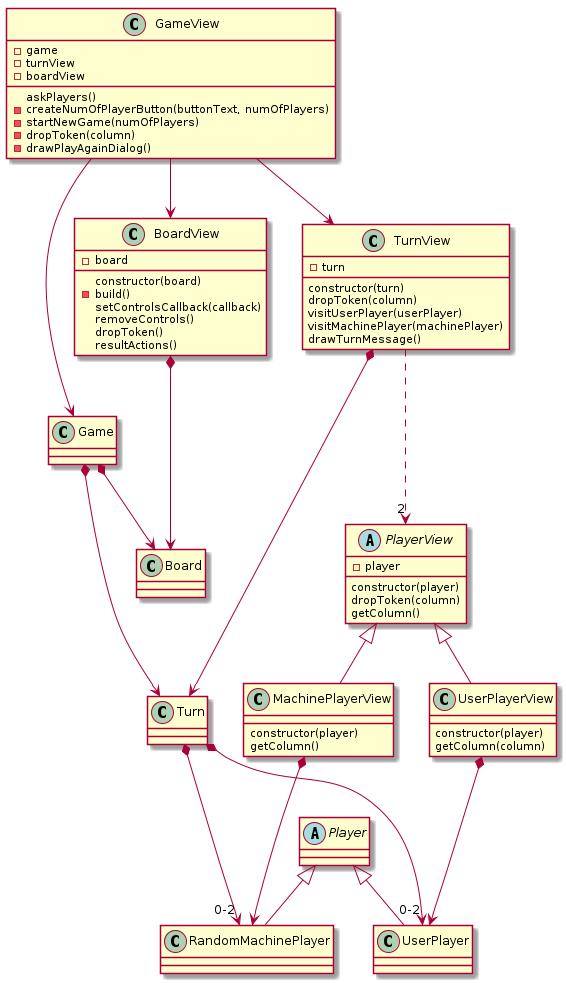 C GameView
game
turnView
boardView
askPlayers()
createNumOfPlayerButton(buttonText, numOfPlayers)
startNewGame(numOfPlayers)
dropToken(column)
drawPlayAgainDialog()
C BoardView
board
constructor(board)
build()
setControlsCallback(callback)
removeControls()
dropToken()
resultActions()
C TurnView
turn
constructor(turn)
dropToken(column)
visitUserPlayer(userPlayer)
visitMachinePlayer(machinePlayer)
drawTurnMessage()
C Game
2
A PlayerView
player
constructor(player)
dropToken(column)
getColumn()
C Board
C Turn
C MachinePlayerView
constructor(player)
getColumn()
C UserPlayerView
constructor(player)
getColumn(column)
A Player
0-2
0-2
C RandomMachinePlayer
C UserPlayer